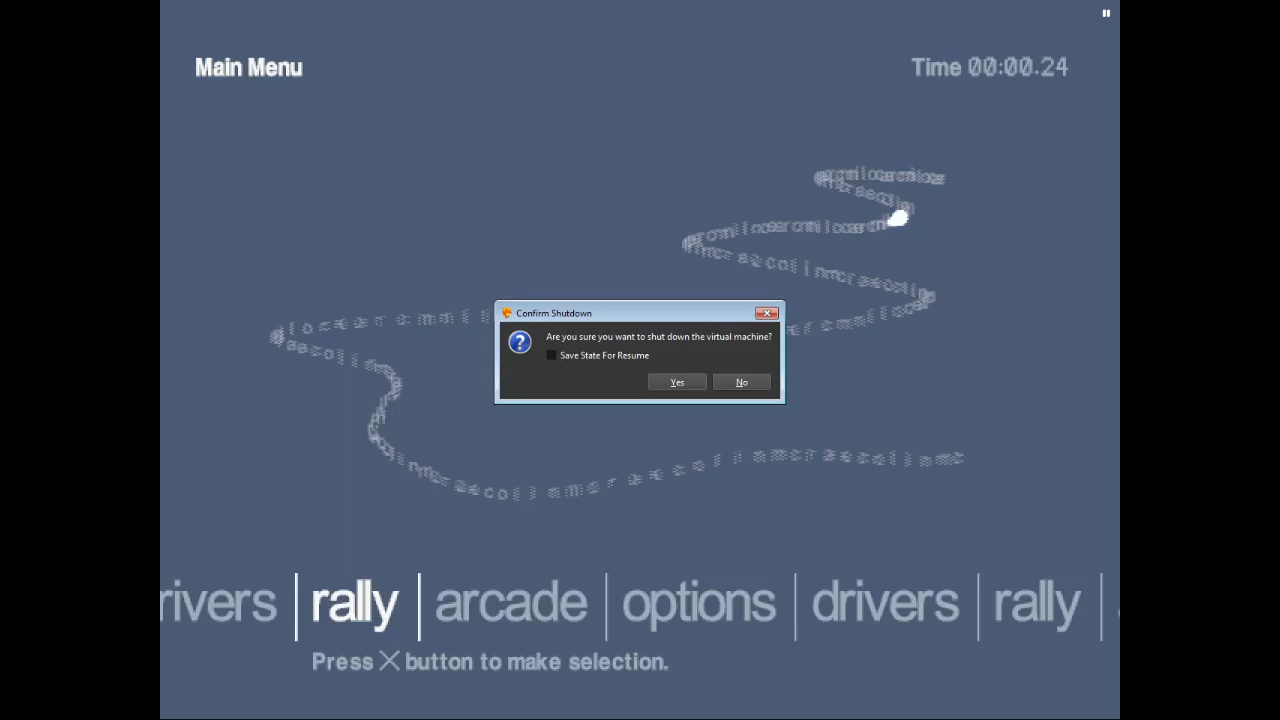 Main Menu
Time 00:00.24
Confirm Shutdown
Are you sure you want to shut down the virtual machine?
Save State For Resume
Yes
No
rivers rally arcade options drivers rally
Press X button to make selection.